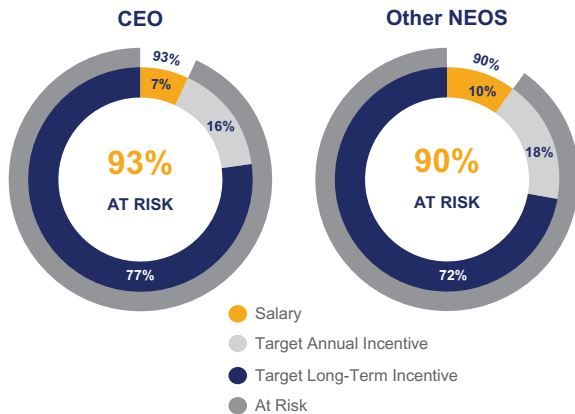 CEO
93%
7%
16%
93%
AT RISK
77%
Other NEOS
90%
10%
18%
90%
AT RISK
72%
Salary
Target Annual Incentive
Target Long-Term Incentive
At Risk